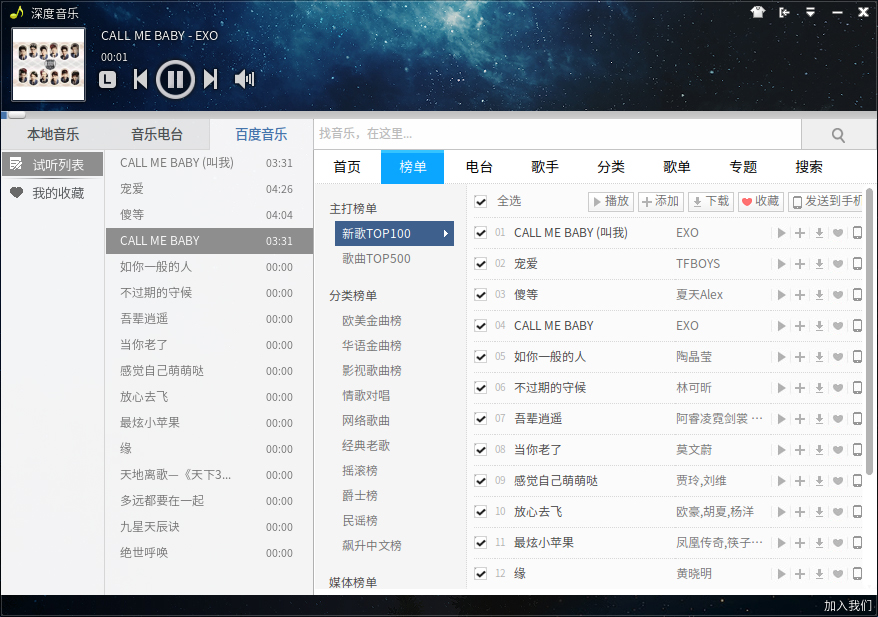 深度音乐
CALL ME BABY - EXO
00:01
L
本地音乐 音乐电台 百度音乐
试听列表
我的收藏
CALL ME BABY (叫我) 03:31
宠爱 04:26
傻等 04:04
CALL ME BABY 03:31
如你一般的人 00:00
不过期的守候 00:00
吾辈逍遥 00:00
当你老了 00:00
感觉自己萌萌哒 00:00
放心去飞 00:00
最炫小苹果 00:00
缘 00:00
天地离歌—《天下3... 00:00
多远都要在一起 00:00
九星天辰诀 00:00
绝世呼唤 00:00
找音乐，在这里...
首页 榜单 电台 歌手 分类 歌单 专题 搜索
主打榜单
新歌TOP100
歌曲TOP500
分类榜单
欧美金曲榜
华语金曲榜
影视歌曲榜
情歌对唱
网络歌曲
经典老歌
摇滚榜
爵士榜
民谣榜
飙升中文榜
媒体榜单
全选 播放 添加 下载 收藏 发送到手机
01 CALL ME BABY (叫我) EXO
02 宠爱 TFBOYS
03 傻等 夏天Alex
04 CALL ME BABY EXO
05 如你一般的人 陶晶莹
06 不过期的守候 林可昕
07 吾辈逍遥 阿睿凌霓剑裳 ···
08 当你老了 莫文蔚
09 感觉自己萌萌哒 贾玲,刘维
10 放心去飞 欧豪,胡夏,杨洋
11 最炫小苹果 凤凰传奇,筷子···
12 缘 黄晓明
加入我们